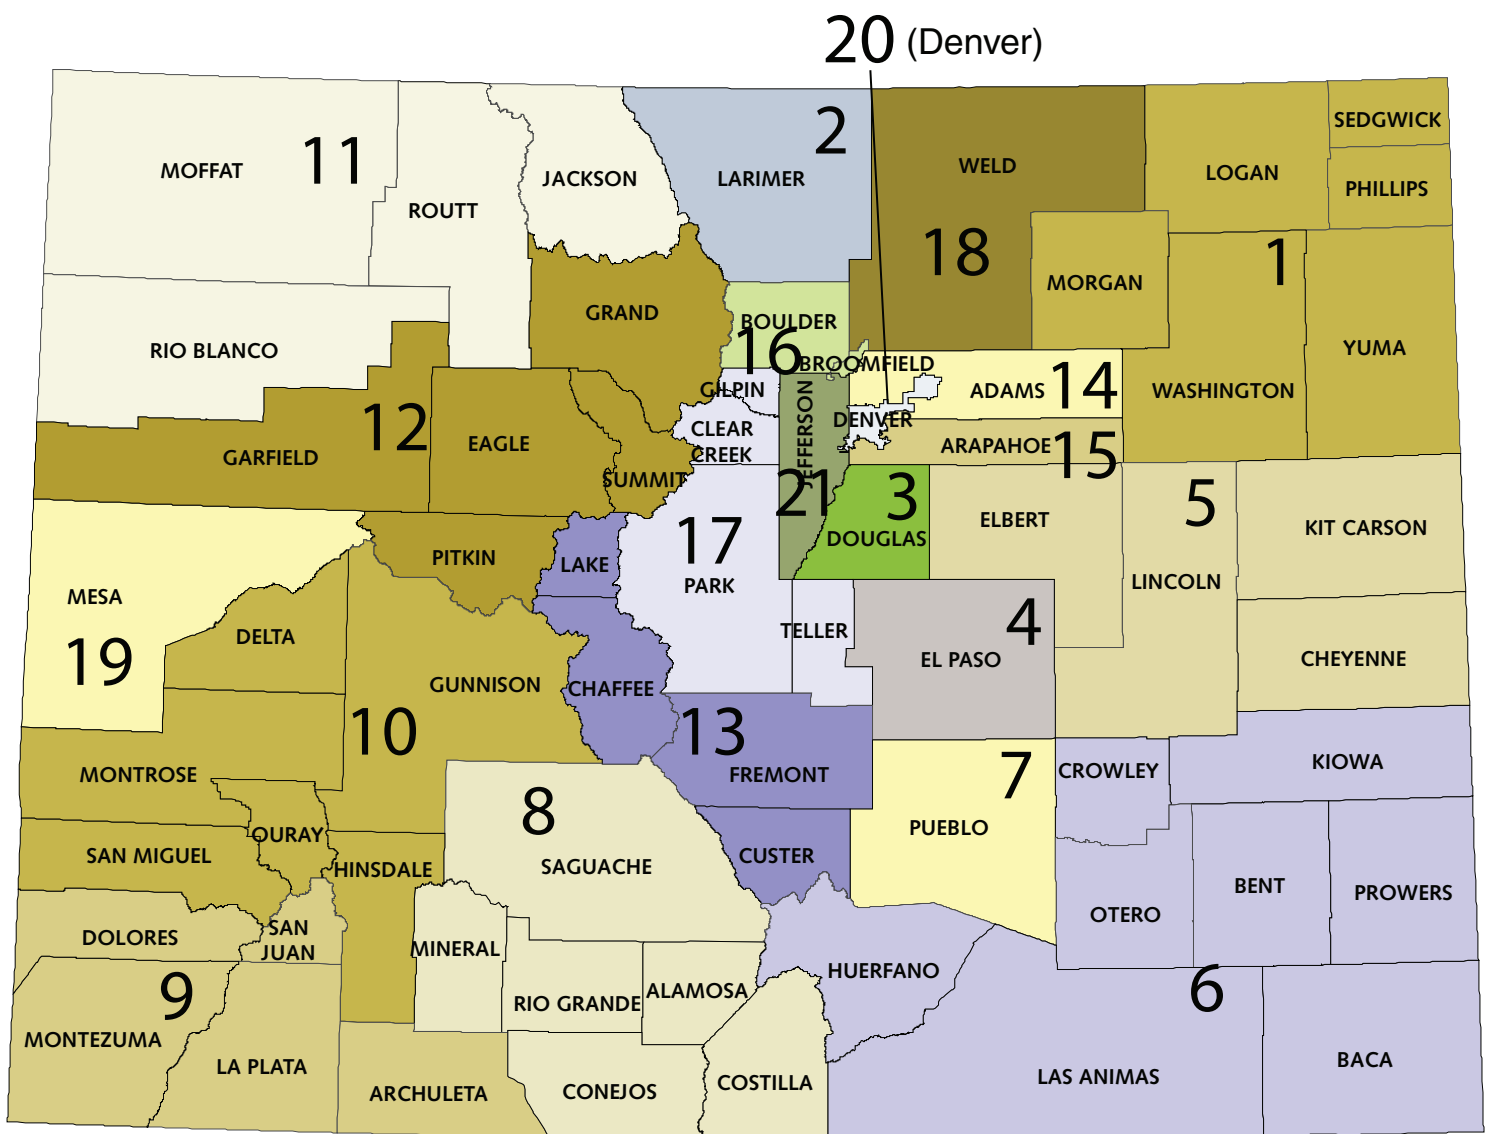 20 (Denver)
SEDGWICK
2
11
MOFFAT
JACKSON
LARIMER
WELD
LOGAN
PHILLIPS
ROUTT
18
1
MORGAN
GRAND
BOULDER
RIO BLANCO
16
YUMA
BROOMFIELD
GILPIN
ADAMS
14
WASHINGTON
12
JEFFERSON
DENVER
CLEAR
CREEK
EAGLE
ARAPAHOE
15
GARFIELD
SUMMIT
21
3
5
17
ELBERT
KIT CARSON
DOUGLAS
PITKIN
LAKE
PARK
LINCOLN
MESA
DELTA
TELLER
4
19
EL PASO
CHEYENNE
GUNNISON
CHAFFEE
10
13
MONTROSE
FREMONT
7
CROWLEY
KIOWA
8
OURAY
PUEBLO
SAN MIGUEL
HINSDALE
SAGUACHE
CUSTER
BENT
PROWERS
OTERO
DOLORES
SAN
JUAN
MINERAL
HUERFANO
9
RIO GRANDE
ALAMOSA
6
MONTEZUMA
LA PLATA
ARCHULETA
CONEJOS
COSTILLA
LAS ANIMAS
BACA